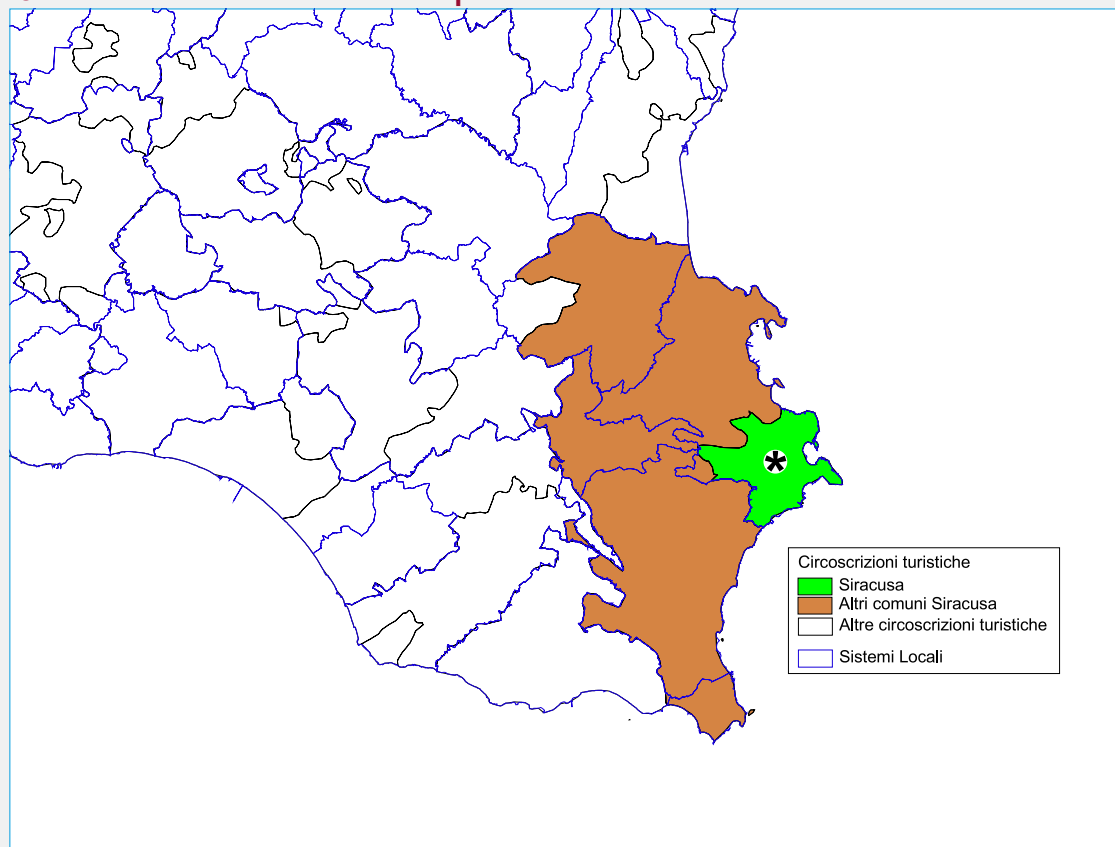 Circoscrizioni turistiche
Siracusa
Altri comuni Siracusa
Altre circoscrizioni turistiche
Sistemi Locali